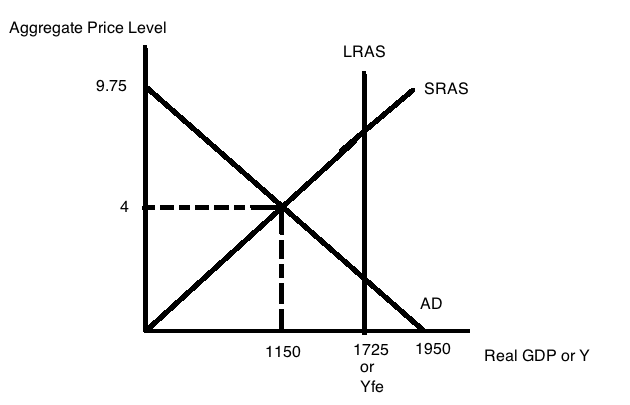 Aggregate Price Level
LRAS
9.75
SRAS
4
AD
1150
1725
or
Yfe
1950
Real GDP or Y